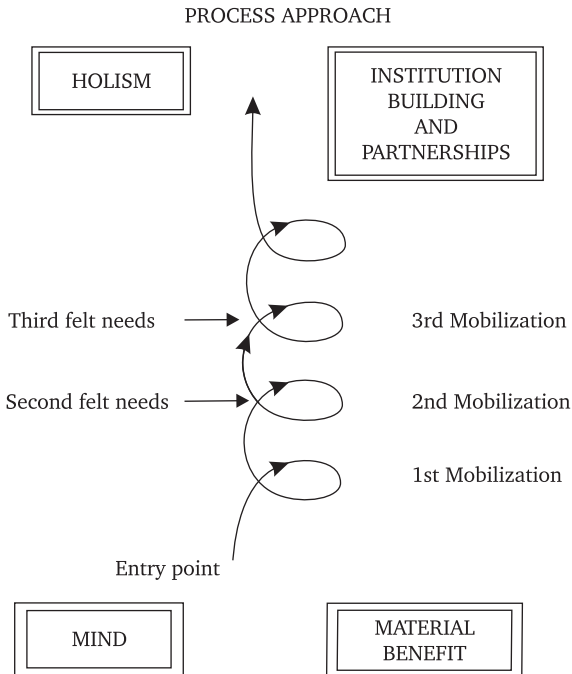 PROCESS APPROACH
HOLISM
INSTITUTION
BUILDING
AND
PARTNERSHIPS
Third felt needs
3rd Mobilization
Second felt needs
2nd Mobilization
1st Mobilization
Entry point
MIND
MATERIAL
BENEFIT